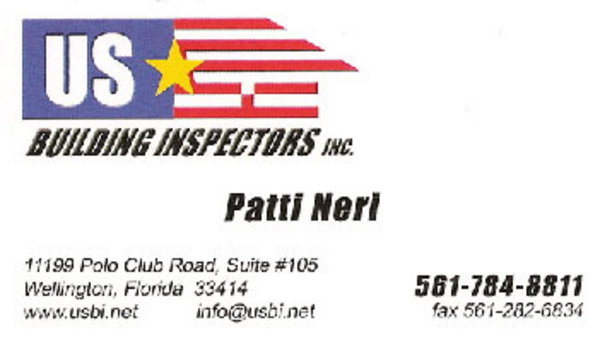 US
BUILDING INSPECTORS INC.
Patti Neri
11199 Polo Club Road, Suite #105
Wellington, Florida 33414
www.usbi.net info@usbi.net
561-784-8811
fax 561-282-6834